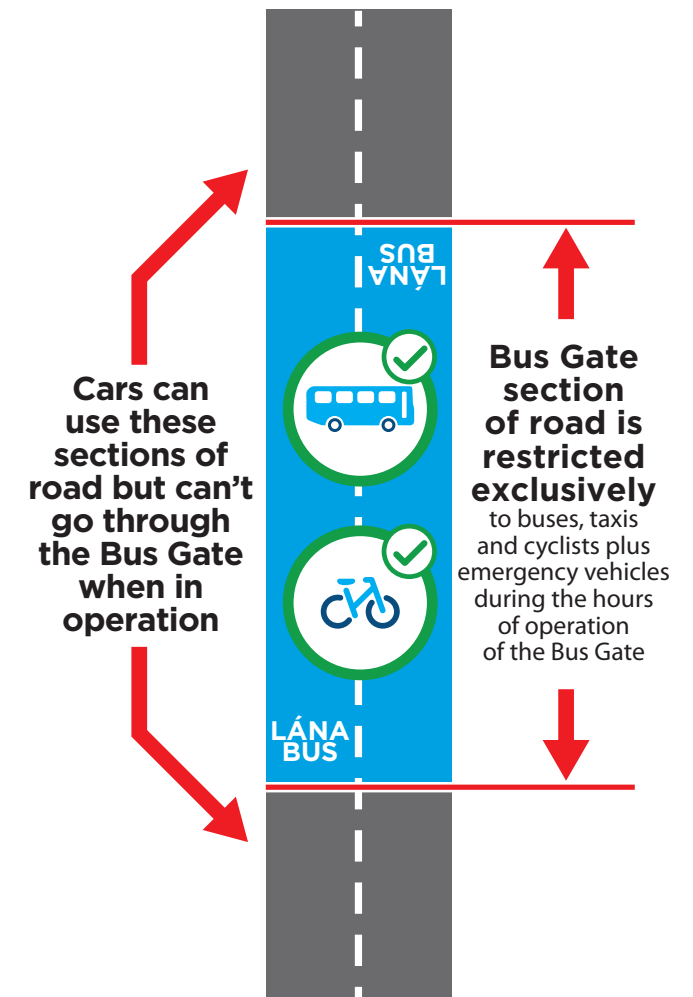 LÁNA
BUS
Cars can
use these
sections of
road but can't
go through
the Bus Gate
when in
operation
Bus Gate
section
of road is
restricted
exclusively
to buses, taxis
and cyclists plus
emergency vehicles
during the hours
of operation
of the Bus Gate
LÁNA
BUS